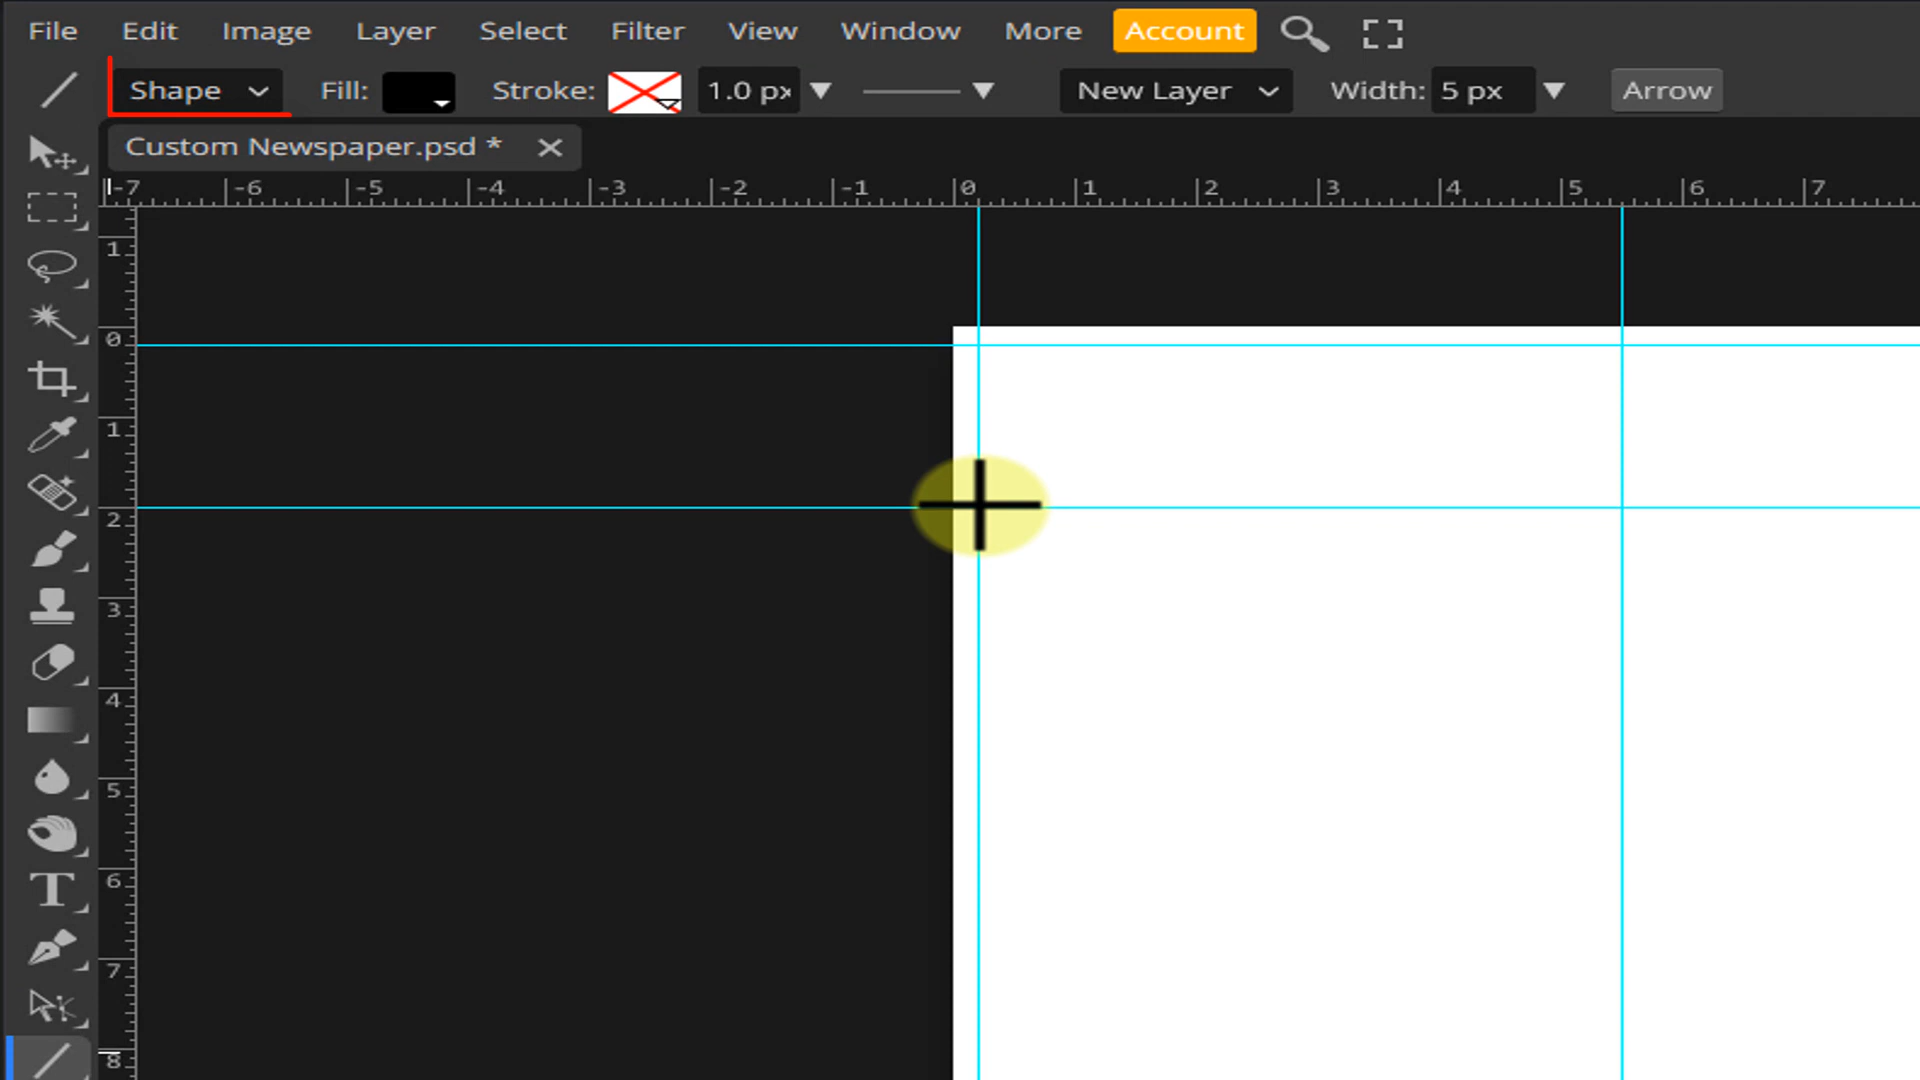 File Edit Image Layer Select Filter View Window More Account
Shape Fill: Stroke: 1.0 px New Layer Width: 5 px Arrow
Custom Newspaper.psd *
-7 -6 -5 -4 -3 -2 -1 0 1 2 3 4 5 6 7
1
0
1
2
3
4
5
6
7
8